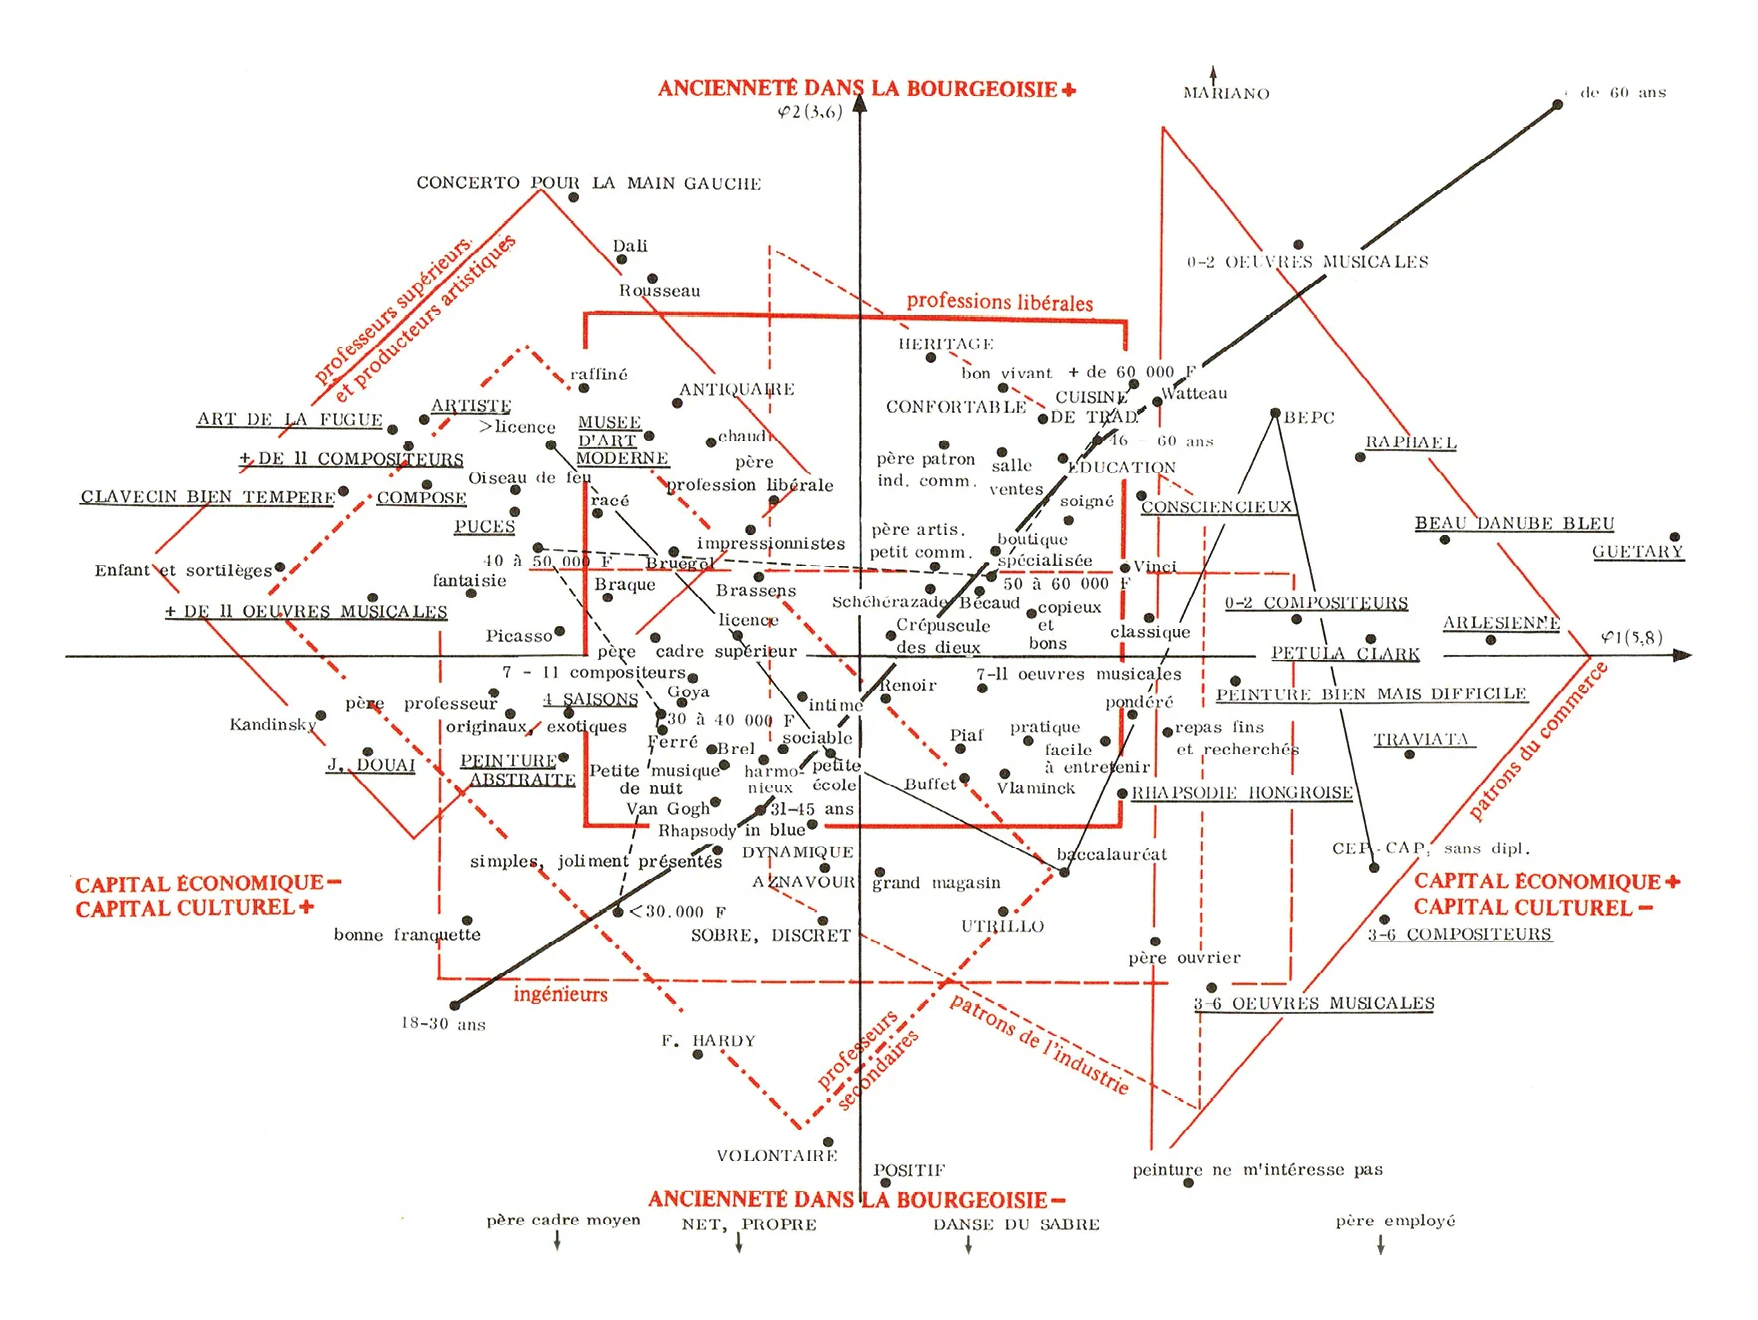 ANCIENNETÉ DANS LA BOURGEOISIE +
φ2(3,6)
MARIANO
+ de 60 ans
CONCERTO POUR LA MAIN GAUCHE
Dali
Rousseau
0-2 OEUVRES MUSICALES
professeurs supérieurs
et producteurs artistiques
professions libérales
HERITAGE
raffiné
bon vivant
+ de 60 000 F
ANTIQUAIRE
CUISINE
DE TRAD.
Watteau
CONFORTABLE
ARTISTE
ART DE LA FUGUE
>licence
MUSEE
D'ART
MODERNE
chaud
BEPC
46 - 60 ans
RAPHAEL
+ DE 11 COMPOSITEURS
père
profession libérale
père patron
ind. comm.
salle
ventes
EDUCATION
Oiseau de feu
CLAVECIN BIEN TEMPERE
COMPOSE
racé
soigné
CONSCIENCIEUX
PUCES
père artis.
petit comm.
boutique
spécialisée
BEAU DANUBE BLEU
GUETARY
impressionnistes
40 à 50 000 F
Bruegel
Vinci
Enfant et sortilèges
fantaisie
Braque
Brassens
50 à 60 000 F
+ DE 11 OEUVRES MUSICALES
Schéhérazade
Bécaud
copieux
et
bons
0-2 COMPOSITEURS
licence
Crépuscule
des dieux
classique
ARLESIENNE
Picasso
φ1(5,8)
père cadre supérieur
PETULA CLARK
7 - 11 compositeurs
7-11 oeuvres musicales
Renoir
Goya
père professeur
4 SAISONS
intime
pondéré
PEINTURE BIEN MAIS DIFFICILE
Kandinsky
originaux, exotiques
30 à 40 000 F
Ferré
sociable
Piaf
pratique
facile
à entretenir
repas fins
et recherchés
TRAVIATA
patrons du commerce
Brel
J. DOUAI
PEINTURE
ABSTRAITE
Petite musique
de nuit
harmo-
nieux
petite
école
Buffet
Vlaminck
RHAPSODIE HONGROISE
Van Gogh
31-45 ans
Rhapsody in blue
simples, joliment présentés
DYNAMIQUE
baccalauréat
CEP-CAP, sans dipl.
CAPITAL ÉCONOMIQUE −
CAPITAL CULTUREL +
AZNAVOUR
grand magasin
CAPITAL ÉCONOMIQUE +
CAPITAL CULTUREL −
<30.000 F
bonne franquette
SOBRE, DISCRET
UTRILLO
3-6 COMPOSITEURS
père ouvrier
ingénieurs
3-6 OEUVRES MUSICALES
18-30 ans
F. HARDY
professeurs
secondaires
patrons de l'industrie
VOLONTAIRE
POSITIF
peinture ne m'intéresse pas
ANCIENNETÉ DANS LA BOURGEOISIE −
père cadre moyen
NET, PROPRE
DANSE DU SABRE
père employé